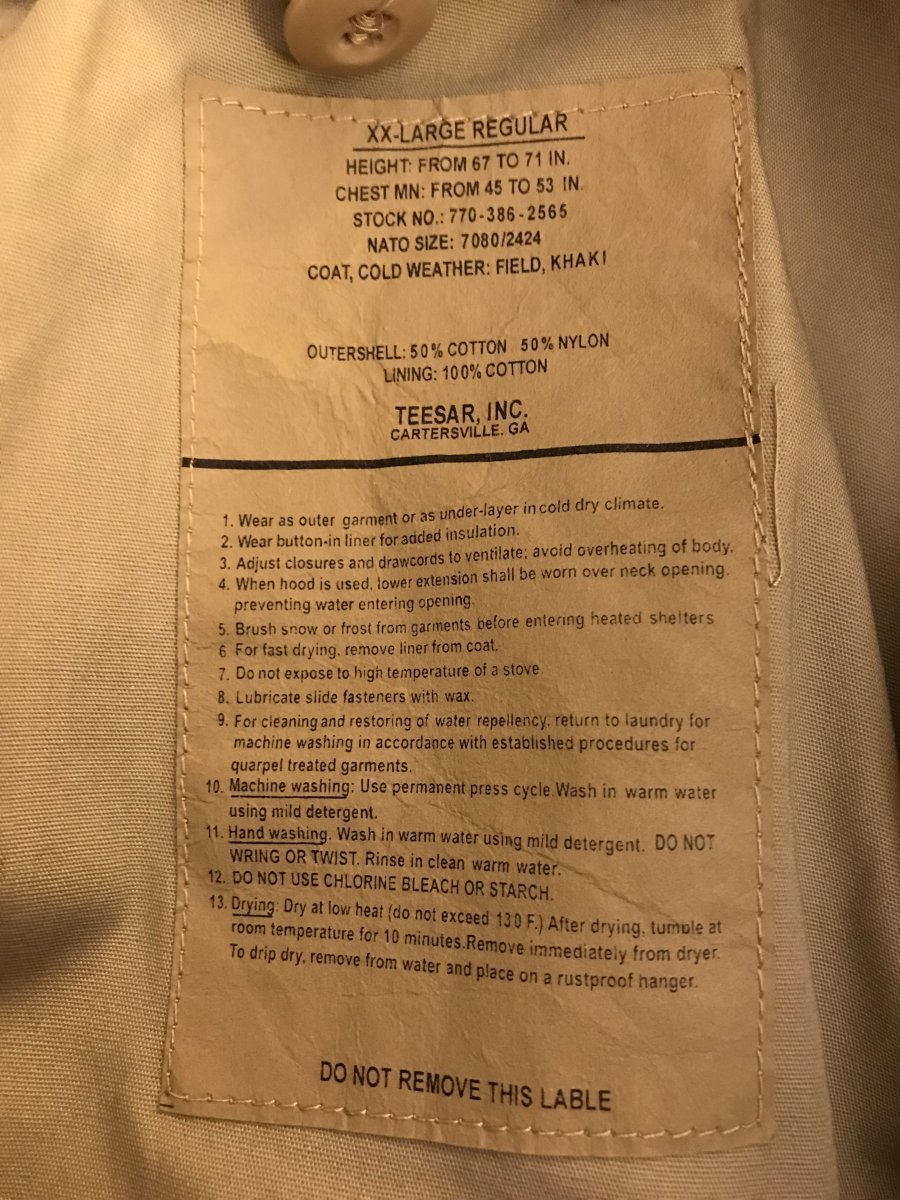 XX-LARGE REGULAR
HEIGHT: FROM 67 TO 71 IN.
CHEST MN: FROM 45 TO 53 IN.
STOCK NO.: 770-386-2565
NATO SIZE: 7080/2424
COAT, COLD WEATHER: FIELD, KHAKI
OUTERSHELL: 50% COTTON 50% NYLON
LINING: 100% COTTON
TEESAR, INC.
CARTERSVILLE. GA
1. Wear as outer garment or as under-layer in cold dry climate.
2. Wear button-in liner for added insulation.
3. Adjust closures and drawcords to ventilate; avoid overheating of body.
4. When hood is used, lower extension shall be worn over neck opening.
preventing water entering opening.
5. Brush snow or frost from garments before entering heated shelters
6. For fast drying, remove liner from coat.
7. Do not expose to high temperature of a stove
8. Lubricate slide fasteners with wax.
9. For cleaning and restoring of water repellency, return to laundry for
machine washing in accordance with established procedures for
quarpel treated garments.
10. Machine washing: Use permanent press cycle.Wash in warm water
using mild detergent.
11. Hand washing. Wash in warm water using mild detergent. DO NOT
WRING OR TWIST. Rinse in clean warm water.
12. DO NOT USE CHLORINE BLEACH OR STARCH.
13. Drying: Dry at low heat (do not exceed 130 F.) After drying, tumble at
room temperature for 10 minutes.Remove immediately from dryer.
To drip dry, remove from water and place on a rustproof hanger.
DO NOT REMOVE THIS LABLE